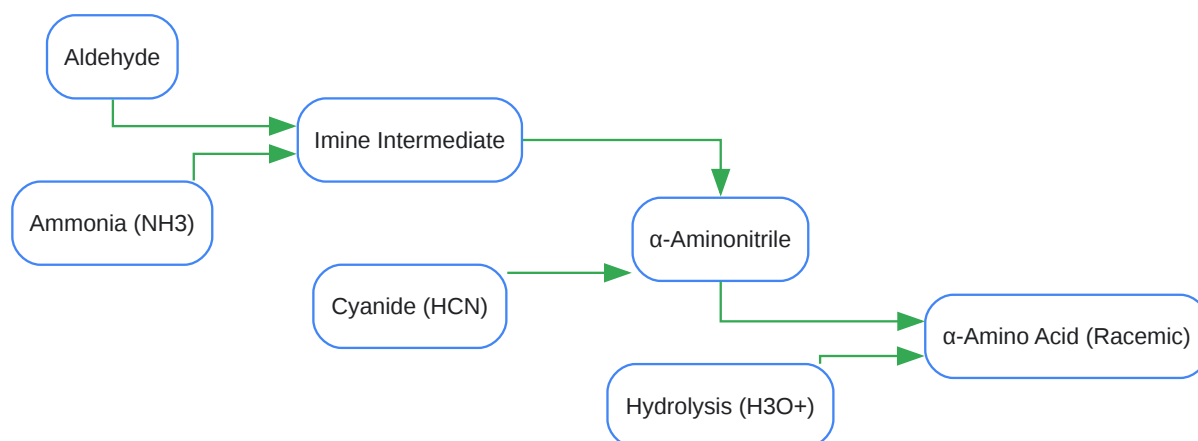 Aldehyde
Imine Intermediate
Ammonia (NH3)
α-Aminonitrile
Cyanide (HCN)
α-Amino Acid (Racemic)
Hydrolysis (H3O+)